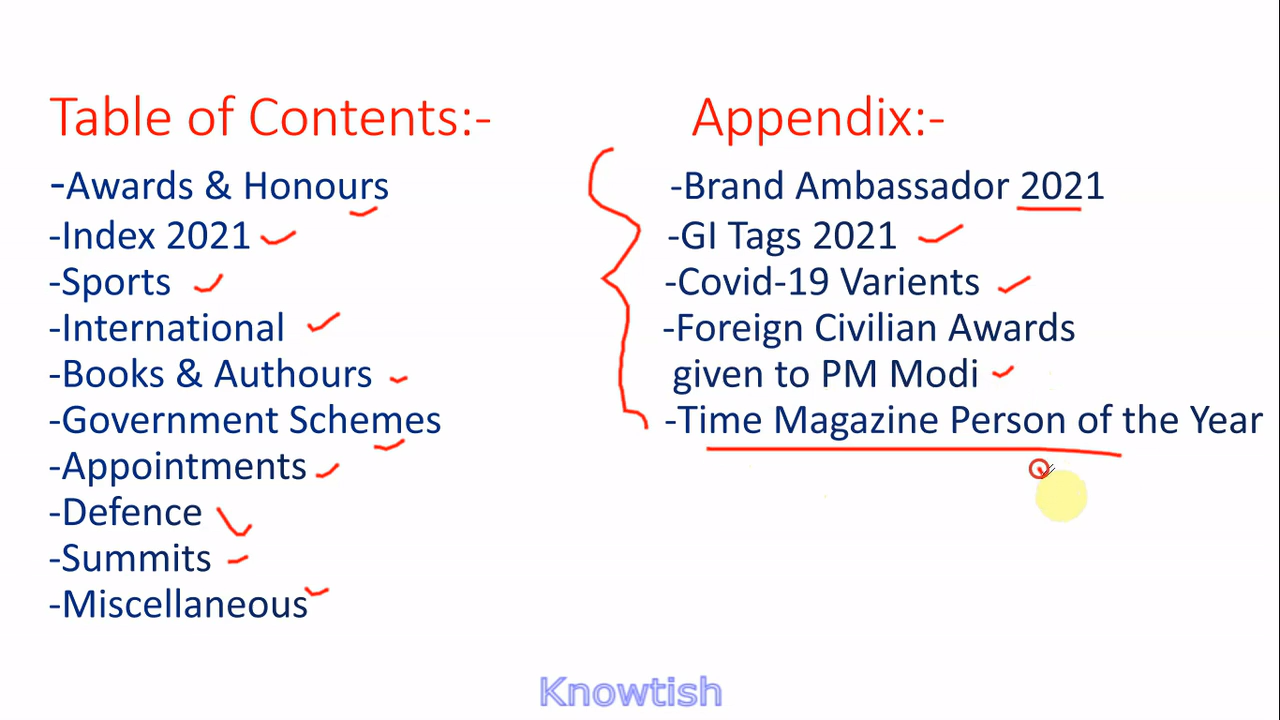 Table of Contents:-
-Awards & Honours
-Index 2021
-Sports
-International
-Books & Authours
-Government Schemes
-Appointments
-Defence
-Summits
-Miscellaneous
Appendix:-
-Brand Ambassador 2021
-GI Tags 2021
-Covid-19 Varients
-Foreign Civilian Awards
given to PM Modi
-Time Magazine Person of the Year
Knowtish